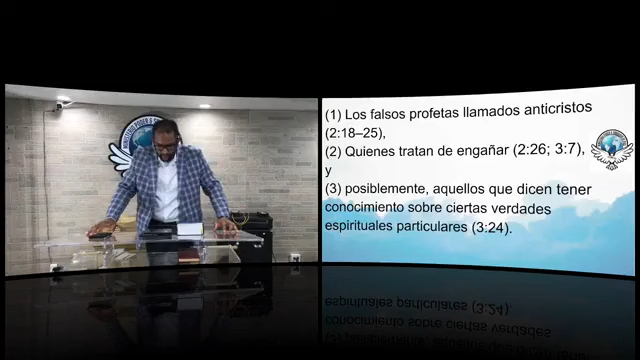 (1) Los falsos profetas llamados anticristos
(2:18–25),
(2) Quienes tratan de engañar (2:26; 3:7),
y
(3) posiblemente, aquellos que dicen tener
conocimiento sobre ciertas verdades
espirituales particulares (3:24).